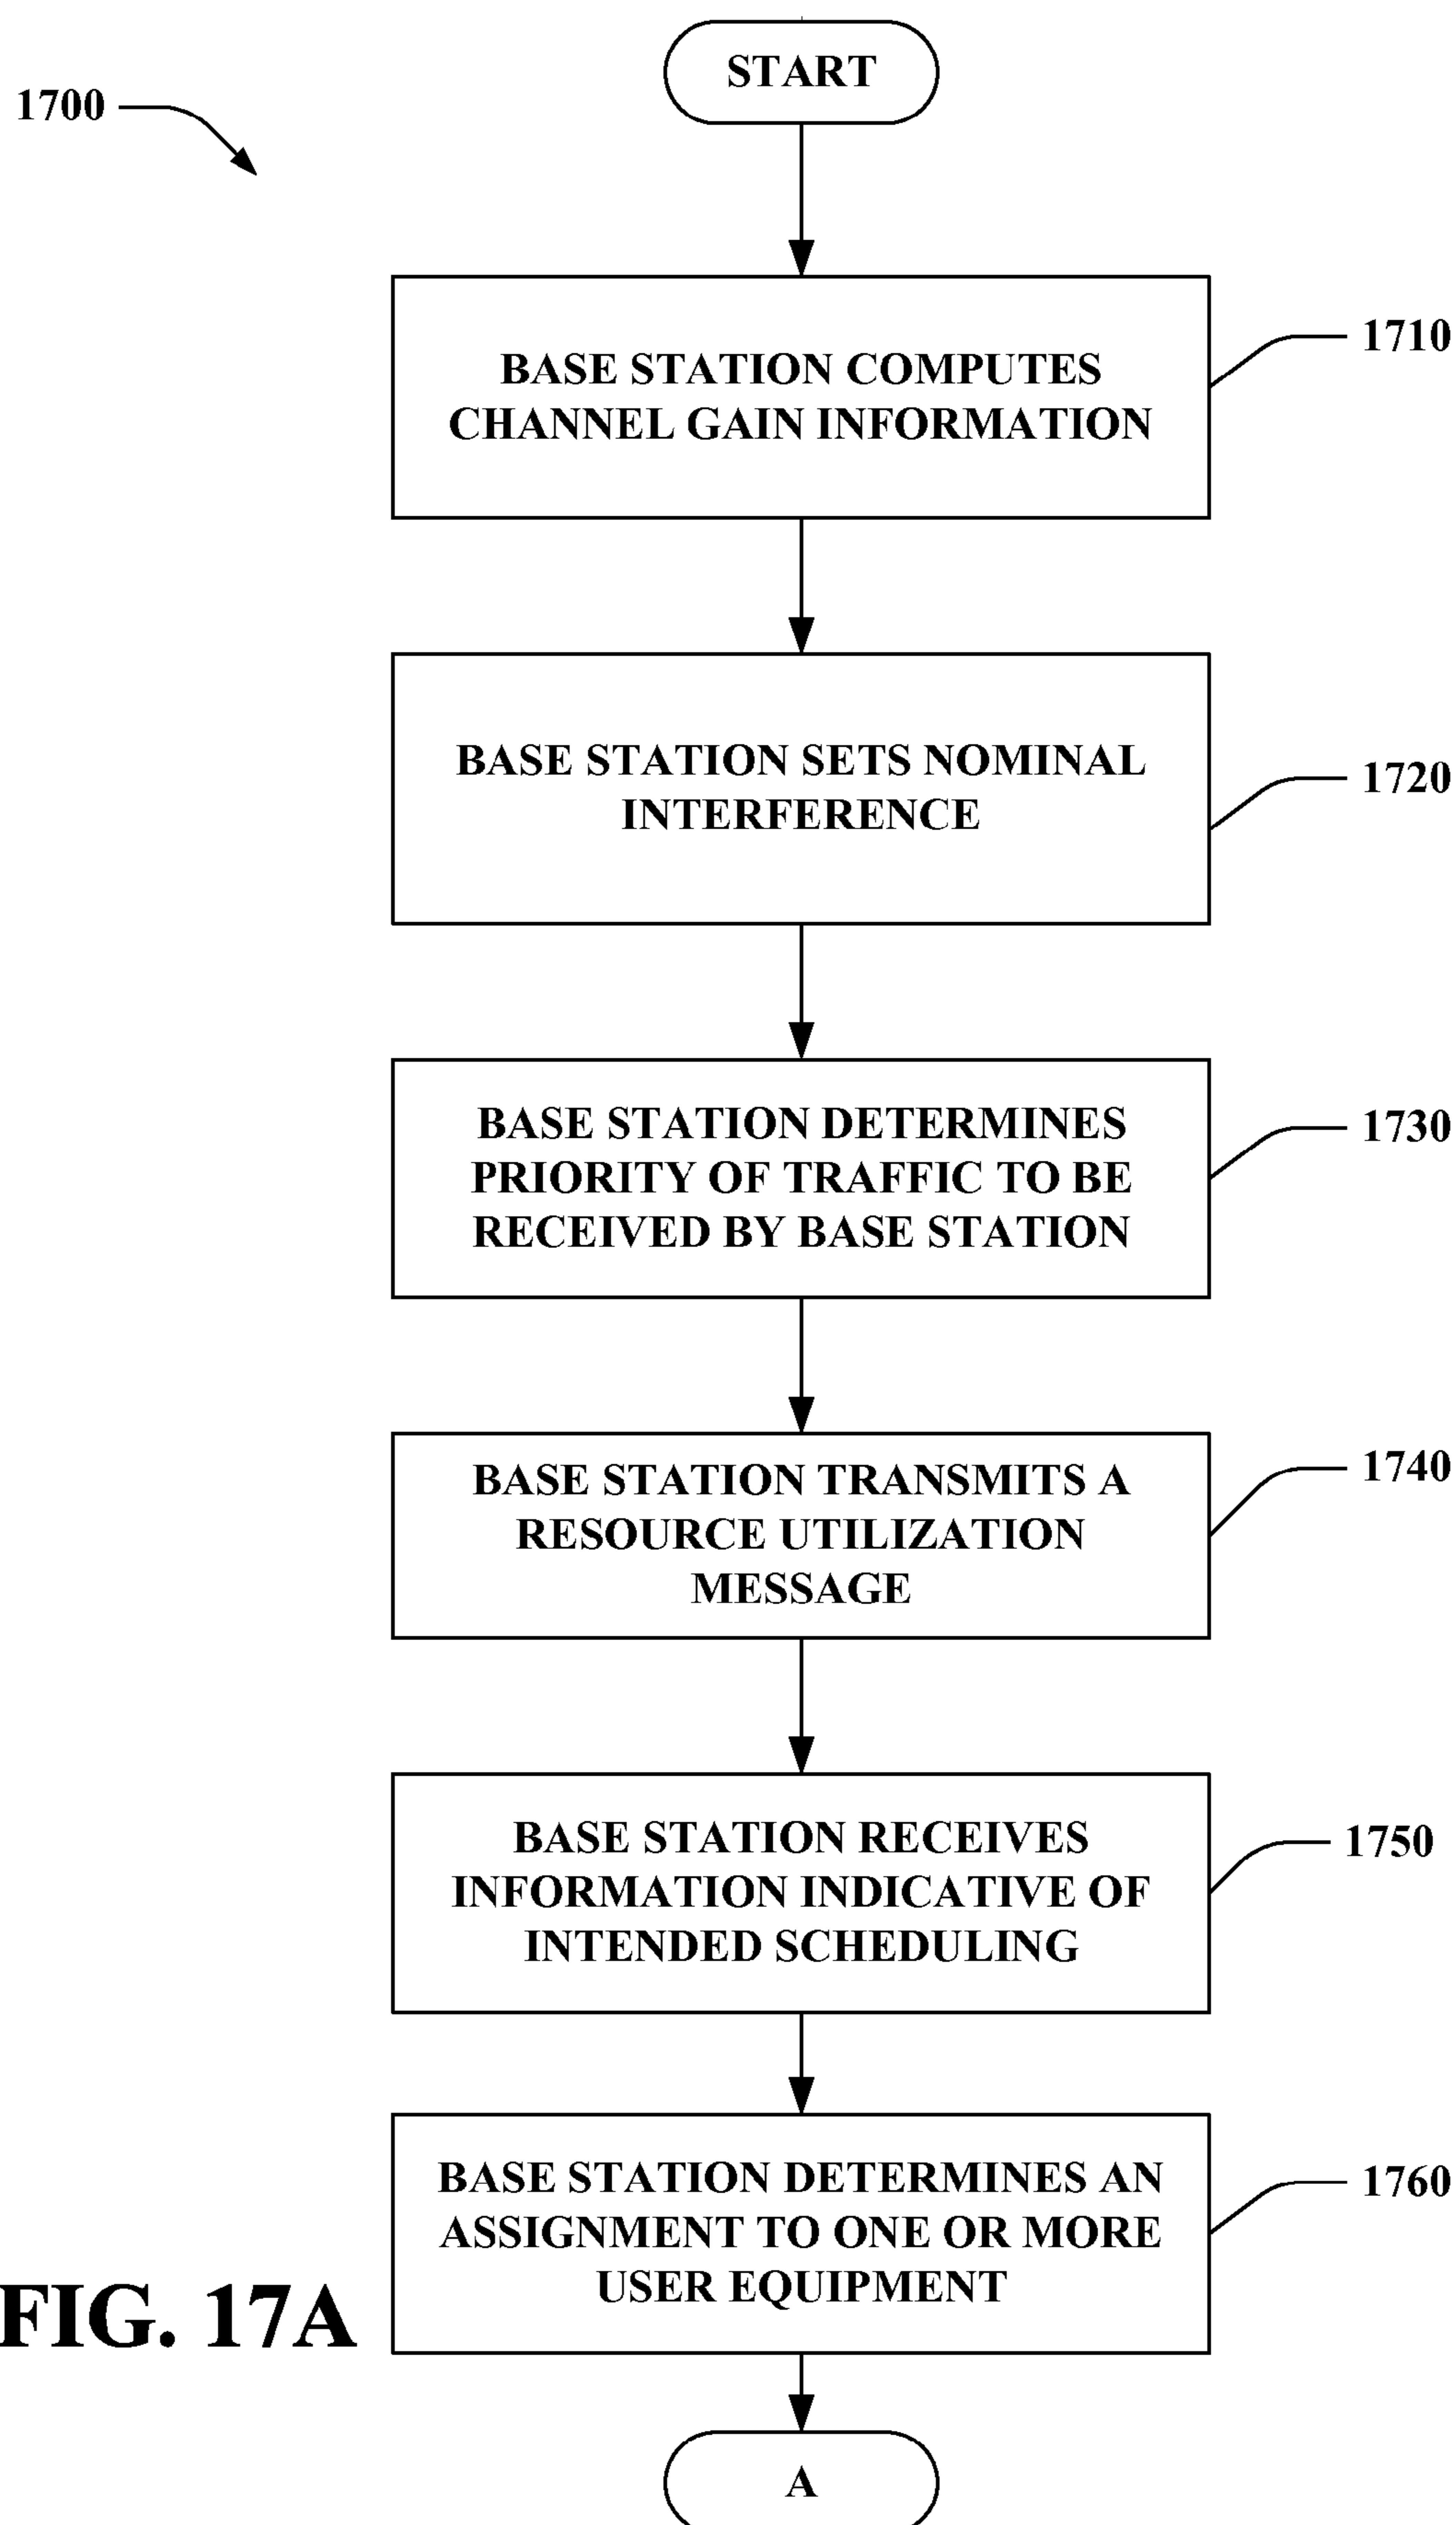 START
1700
BASE STATION COMPUTES
CHANNEL GAIN INFORMATION
1710
BASE STATION SETS NOMINAL
INTERFERENCE
1720
BASE STATION DETERMINES
PRIORITY OF TRAFFIC TO BE
RECEIVED BY BASE STATION
1730
BASE STATION TRANSMITS A
RESOURCE UTILIZATION
MESSAGE
1740
BASE STATION RECEIVES
INFORMATION INDICATIVE OF
INTENDED SCHEDULING
1750
BASE STATION DETERMINES AN
ASSIGNMENT TO ONE OR MORE
USER EQUIPMENT
1760
FIG. 17A
A